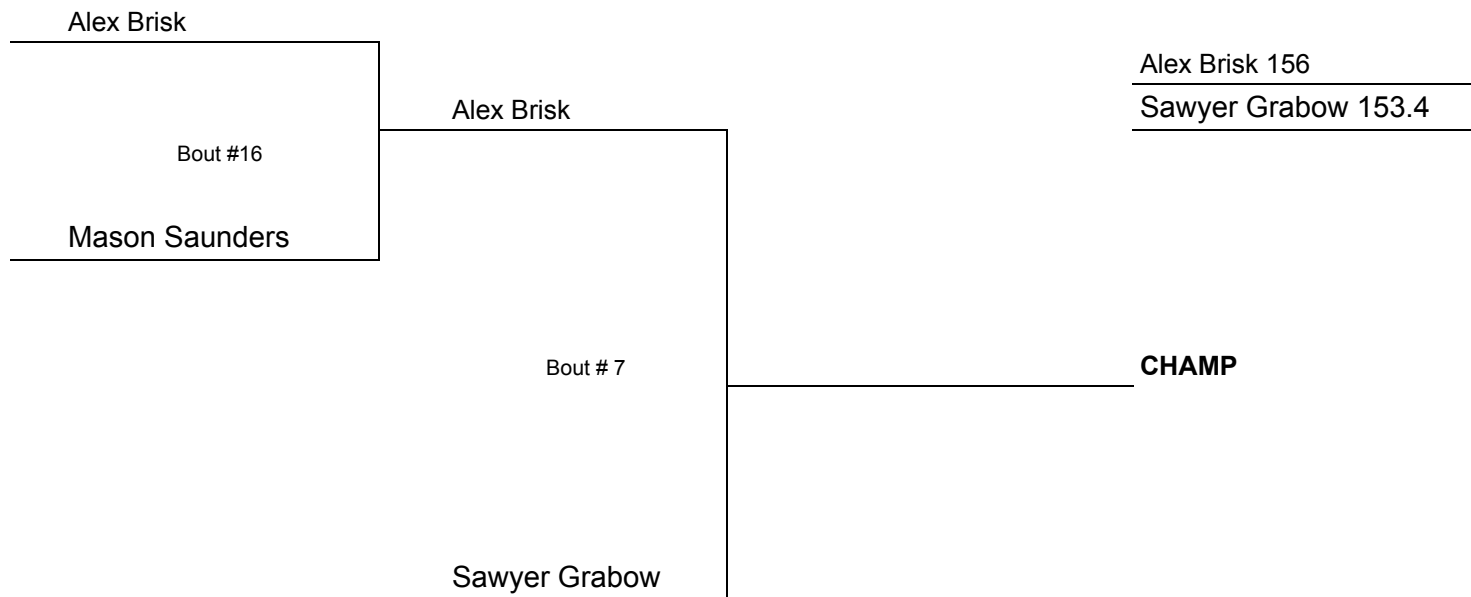 Alex Brisk
Alex Brisk 156
Alex Brisk
Sawyer Grabow 153.4
Bout #16
Mason Saunders
Bout # 7
CHAMP
Sawyer Grabow